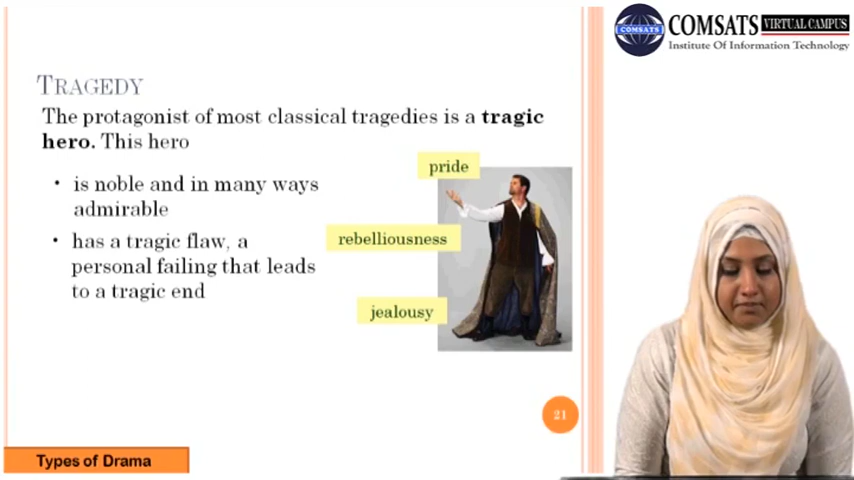 COMSATS
COMSATS VIRTUAL CAMPUS
Institute Of Information Technology
TRAGEDY
The protagonist of most classical tragedies is a tragic
hero. This hero
• is noble and in many ways
admirable
• has a tragic flaw, a
personal failing that leads
to a tragic end
pride
rebelliousness
jealousy
21
Types of Drama